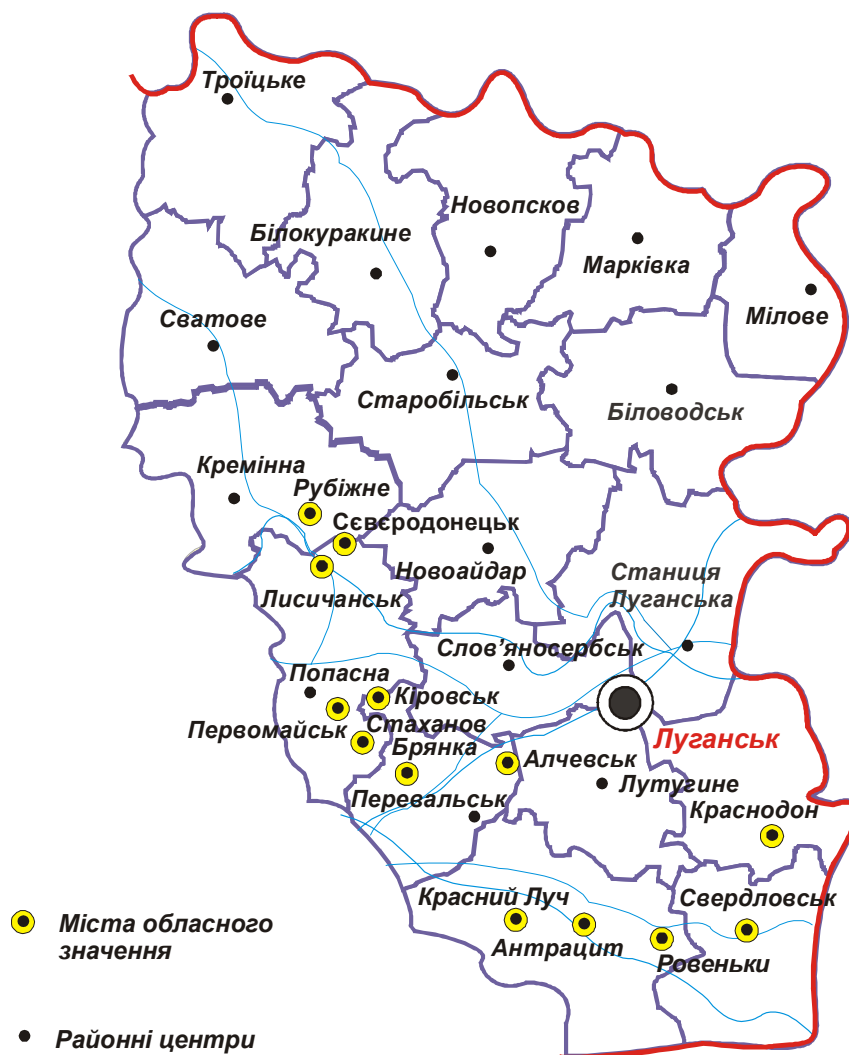 Троїцьке
Новопсков
Білокуракине
Марківка
Мілове
Сватове
Старобільськ
Біловодськ
Кремінна
Рубіжне
Сєвєродонецьк
Новоайдар
Станиця
Луганська
Лисичанськ
Слов’яносербськ
Попасна
Кіровськ
Первомайськ
Стаханов
Брянка
Луганськ
Алчевськ
Перевальськ
Лутугине
Краснодон
Красний Луч
Свердловськ
Антрацит
Ровеньки
Міста обласного
значення
Районні центри